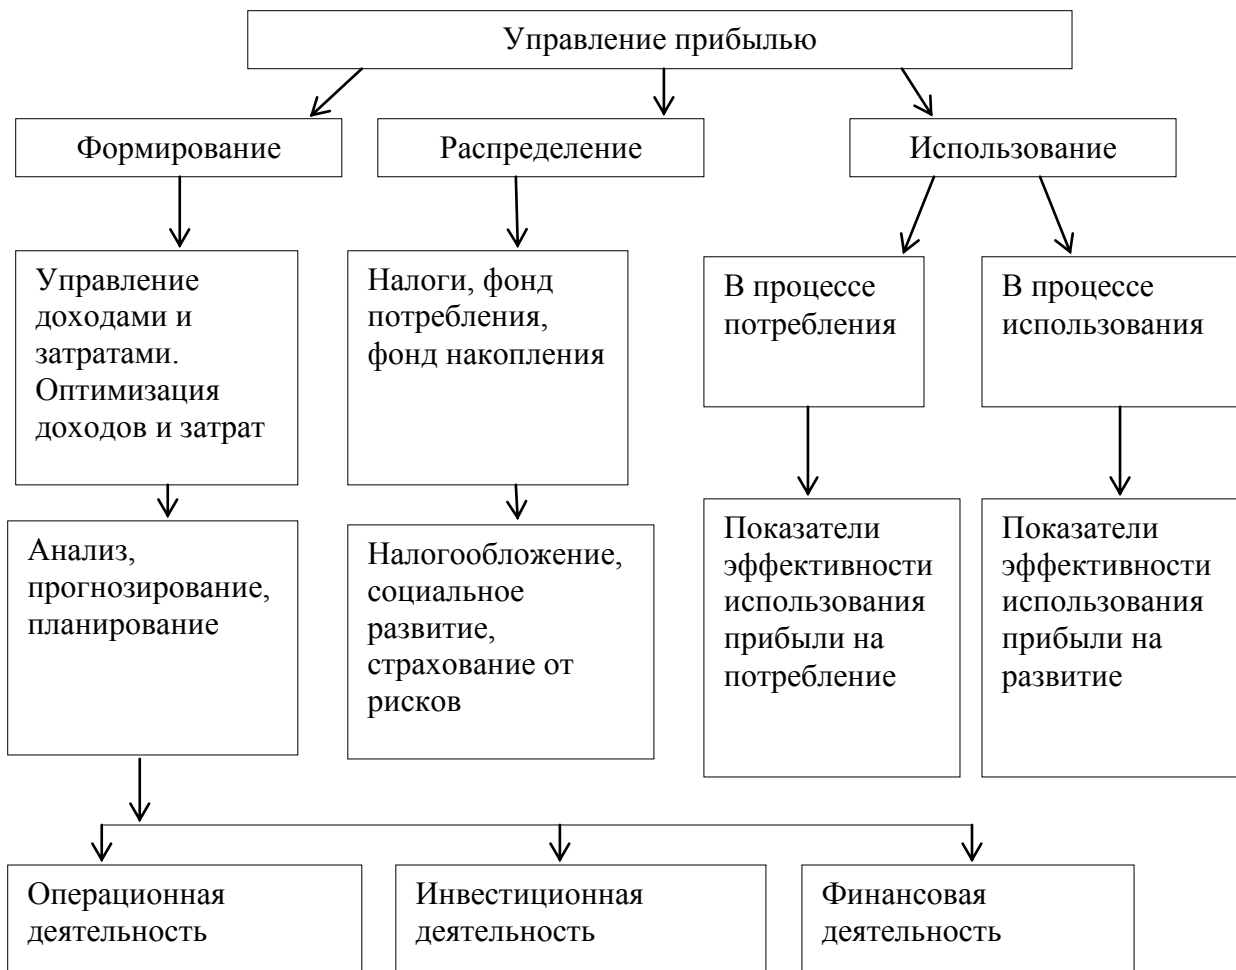 Управление прибылью
Формирование
Распределение
Использование
Управление
доходами и
затратами.
Оптимизация
доходов и затрат
Налоги, фонд
потребления,
фонд накопления
В процессе
потребления
В процессе
использования
Анализ,
прогнозирование,
планирование
Налогообложение,
социальное
развитие,
страхование от
рисков
Показатели
эффективности
использования
прибыли на
потребление
Показатели
эффективности
использования
прибыли на
развитие
Операционная
деятельность
Инвестиционная
деятельность
Финансовая
деятельность